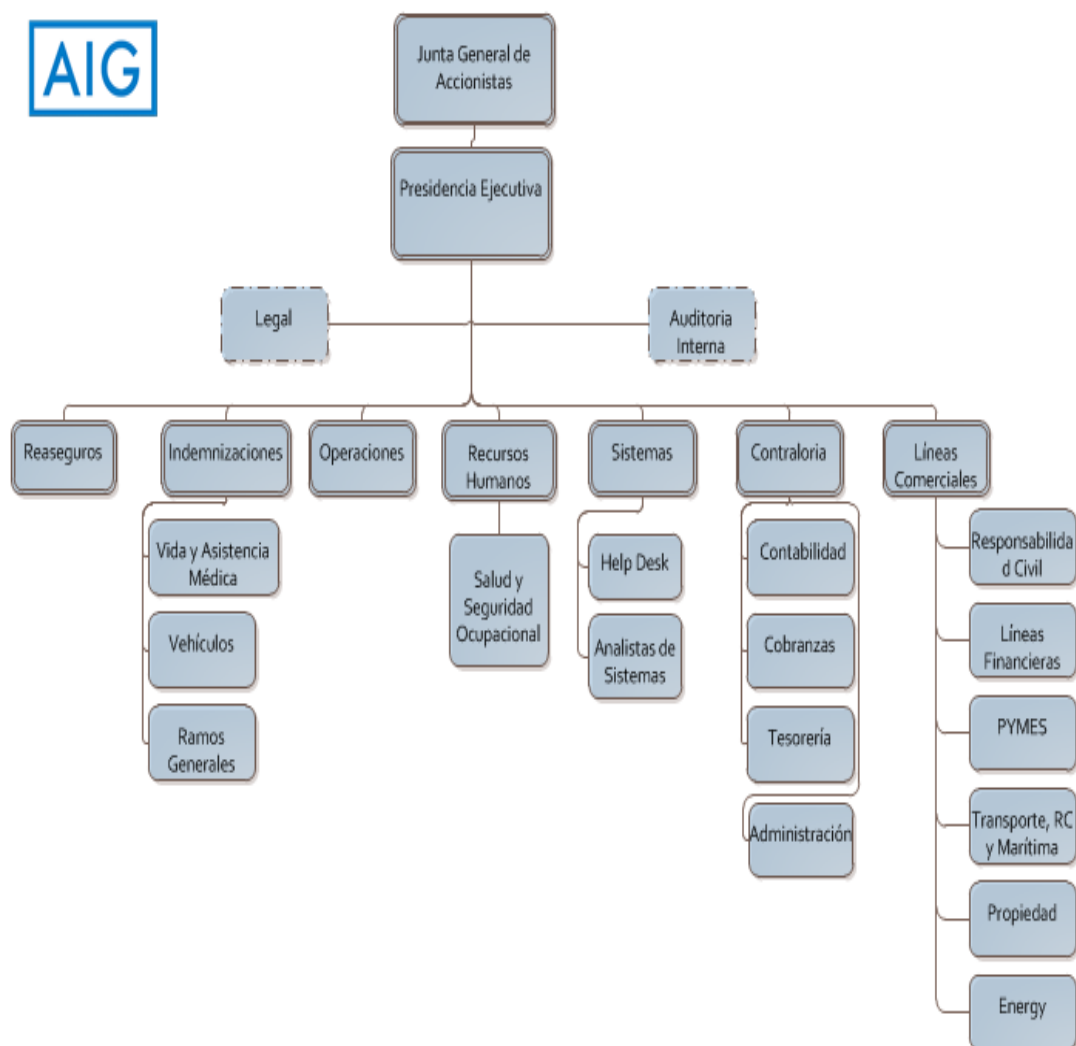 AIG
Junta General de
Accionistas
Presidencia Ejecutiva
Legal
Auditoria
Interna
Reaseguros
Indemnizaciones
Operaciones
Recursos
Humanos
Sistemas
Contraloria
Líneas
Comerciales
Vida y Asistencia
Médica
Vehículos
Ramos
Generales
Salud y
Seguridad
Ocupacional
Help Desk
Analistas de
Sistemas
Contabilidad
Cobranzas
Tesorería
Administración
Responsabilida
d Civil
Líneas
Financieras
PYMES
Transporte, RC
y Marítima
Propiedad
Energy